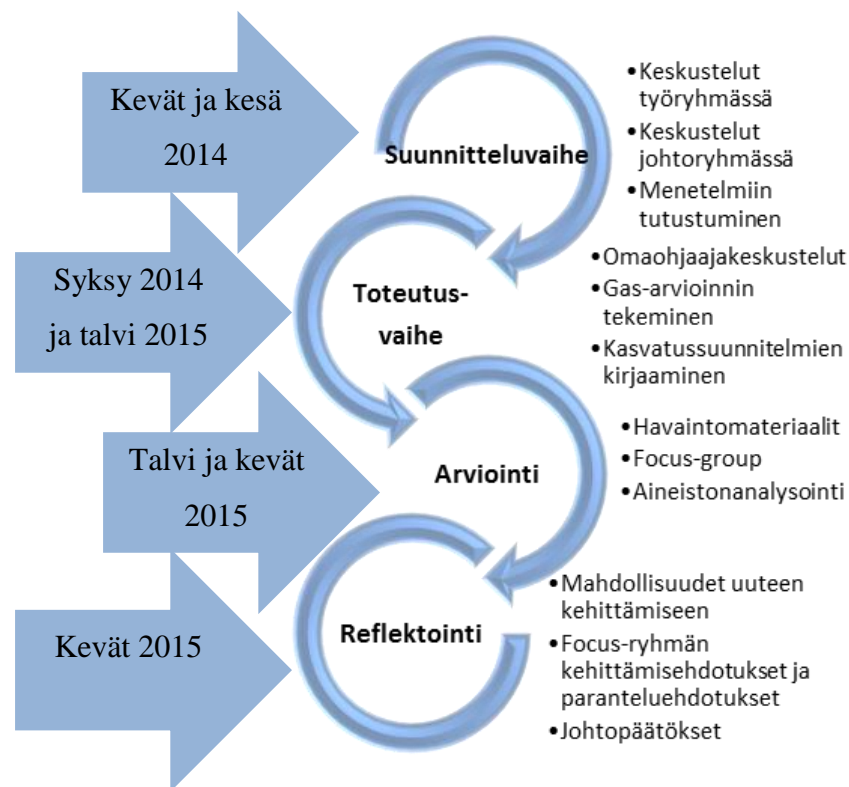 Kevät ja kesä
2014
Suunnitteluvaihe
•Keskustelut
työryhmässä
•Keskustelut
johtoryhmässä
•Menetelmiin
tutustuminen
Syksy 2014
ja talvi 2015
Toteutus-
vaihe
•Omaohjaajakeskustelut
•Gas-arvioinnin
tekeminen
•Kasvatussuunnitelmien
kirjaaminen
Talvi ja kevät
2015
Arviointi
•Havaintomateriaalit
•Focus-group
•Aineistonanalysointi
Kevät 2015
Reflektointi
•Mahdollisuudet uuteen
kehittämiseen
•Focus-ryhmän
kehittämisehdotukset ja
paranteluehdotukset
•Johtopäätökset